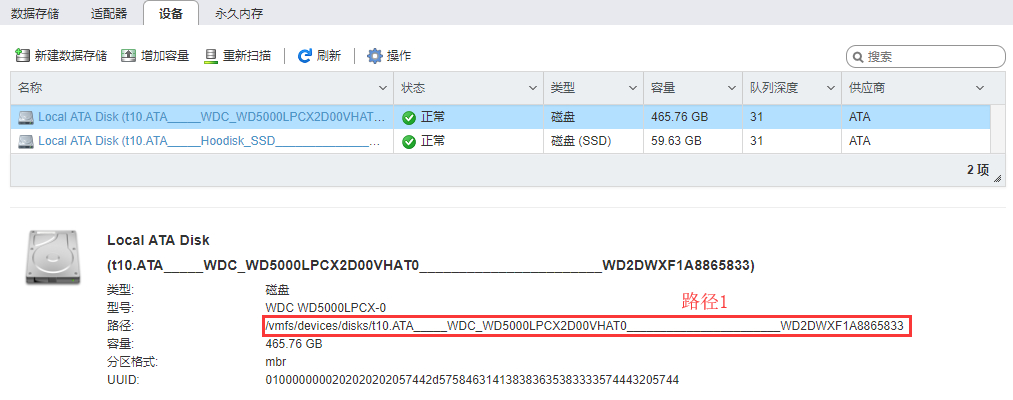 数据存储 适配器 设备 永久内存
新建数据存储 增加容量 重新扫描 刷新 操作 搜索
名称 状态 类型 容量 队列深度 供应商
Local ATA Disk (t10.ATA_____WDC_WD5000LPCX2D00VHAT… 正常 磁盘 465.76 GB 31 ATA
Local ATA Disk (t10.ATA_____Hoodisk_SSD________________… 正常 磁盘 (SSD) 59.63 GB 31 ATA
2 项
Local ATA Disk
(t10.ATA_____WDC_WD5000LPCX2D00VHAT0________________________WD2DWXF1A8865833)
类型: 磁盘
型号: WDC WD5000LPCX-0
路径1
路径: /vmfs/devices/disks/t10.ATA_____WDC_WD5000LPCX2D00VHAT0________________________WD2DWXF1A8865833
容量: 465.76 GB
分区格式: mbr
UUID: 0100000000202020202057442d5758463141383836353833333574443205744